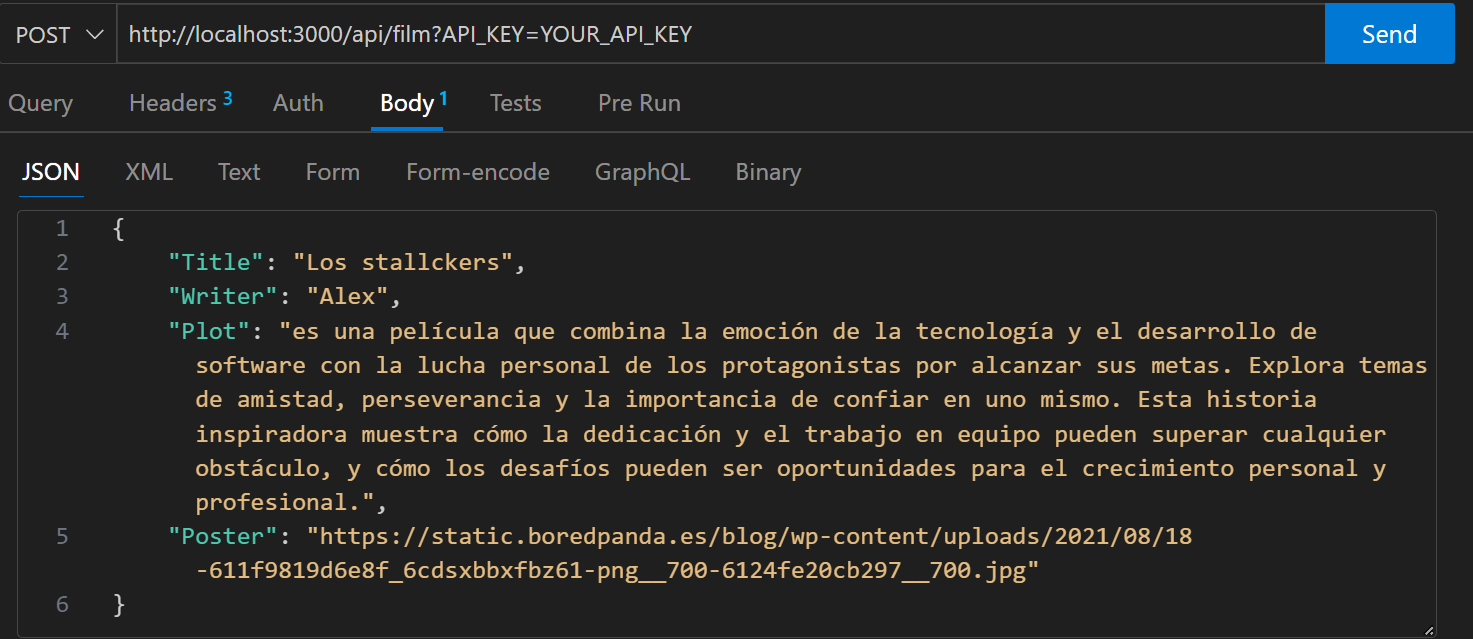 POST http://localhost:3000/api/film?API_KEY=YOUR_API_KEY Send
Query Headers 3 Auth Body 1 Tests Pre Run
JSON XML Text Form Form-encode GraphQL Binary
1 {
2 "Title": "Los stallckers",
3 "Writer": "Alex",
4 "Plot": "es una película que combina la emoción de la tecnología y el desarrollo de
software con la lucha personal de los protagonistas por alcanzar sus metas. Explora temas
de amistad, perseverancia y la importancia de confiar en uno mismo. Esta historia
inspiradora muestra cómo la dedicación y el trabajo en equipo pueden superar cualquier
obstáculo, y cómo los desafíos pueden ser oportunidades para el crecimiento personal y
profesional.",
5 "Poster": "https://static.boredpanda.es/blog/wp-content/uploads/2021/08/18
-611f9819d6e8f_6cdsxbbxfbz61-png__700-6124fe20cb297__700.jpg"
6 }